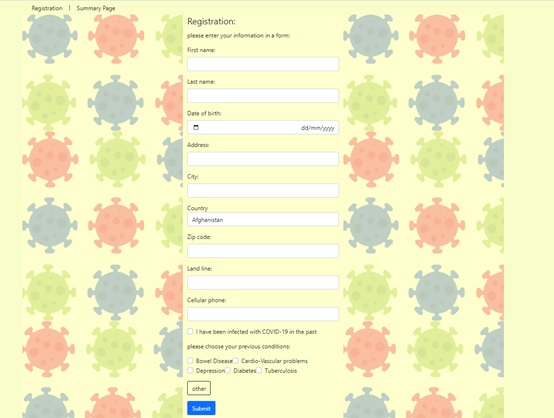 Registration | Summary Page
Registration:
please enter your information in a form:
First name:
Last name:
Date of birth:
dd/mm/yyyy
Address:
City:
Country
Afghanistan
Zip code:
Land line:
Cellular phone:
I have been infected with COVID-19 in the past.
please choose your previous conditions:
Bowel Disease Cardio-Vascular problems
Depression Diabetes Tuberculosis
other
Submit